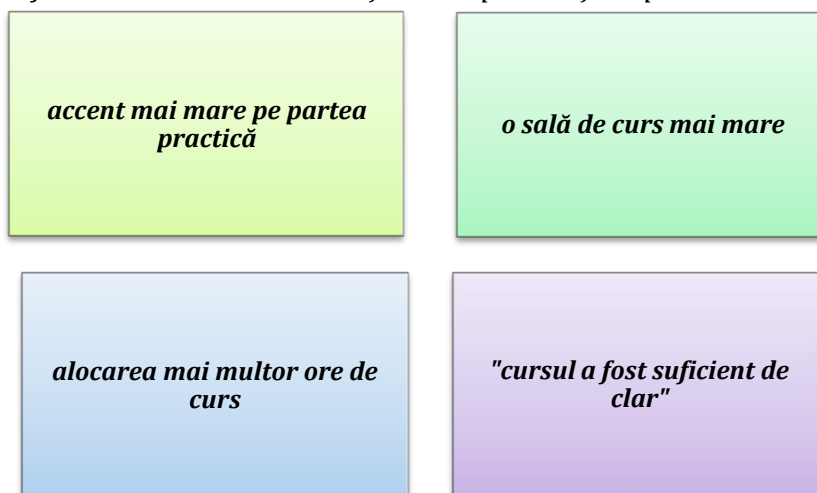 accent mai mare pe partea
practică
o sală de curs mai mare
alocarea mai multor ore de
curs
"cursul a fost suficient de
clar"